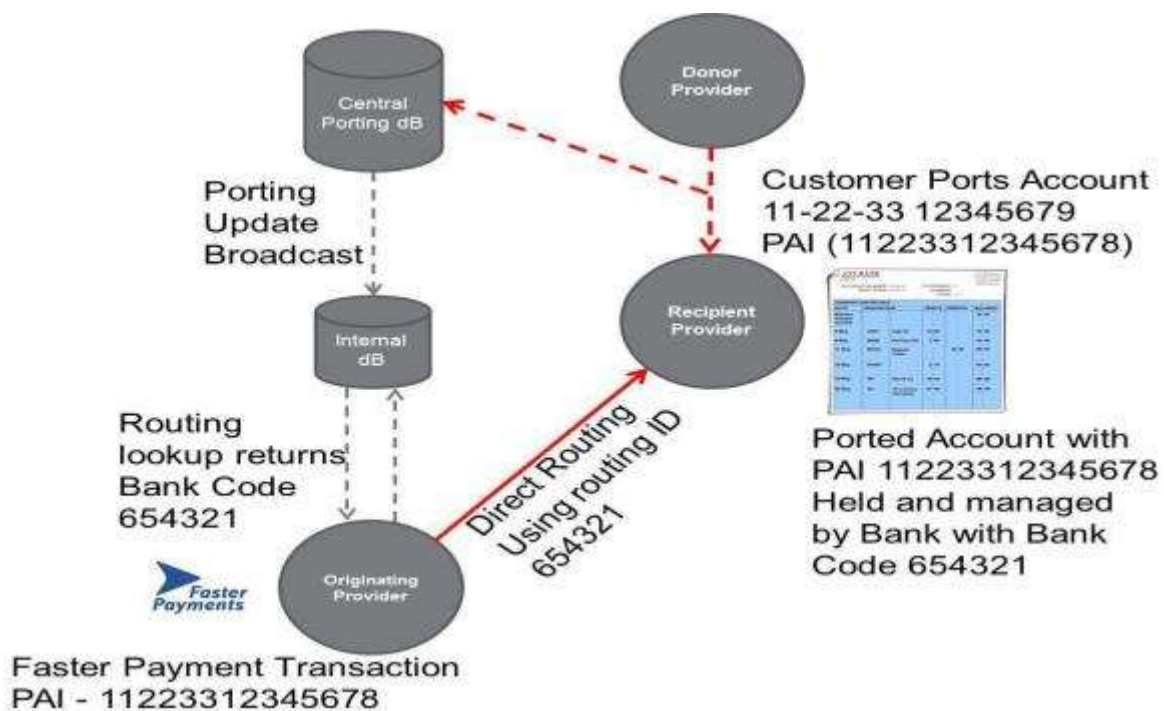 Central
Porting dB
Donor
Provider
Porting
Update
Broadcast
Customer Ports Account
11-22-33 12345679
PAI (11223312345678)
Internal
dB
Recipient
Provider
Routing
lookup returns
Bank Code
654321
Direct Routing
Using routing ID
654321
Ported Account with
PAI 11223312345678
Held and managed
by Bank with Bank
Code 654321
Faster
Payments
Originating
Provider
Faster Payment Transaction
PAI - 11223312345678